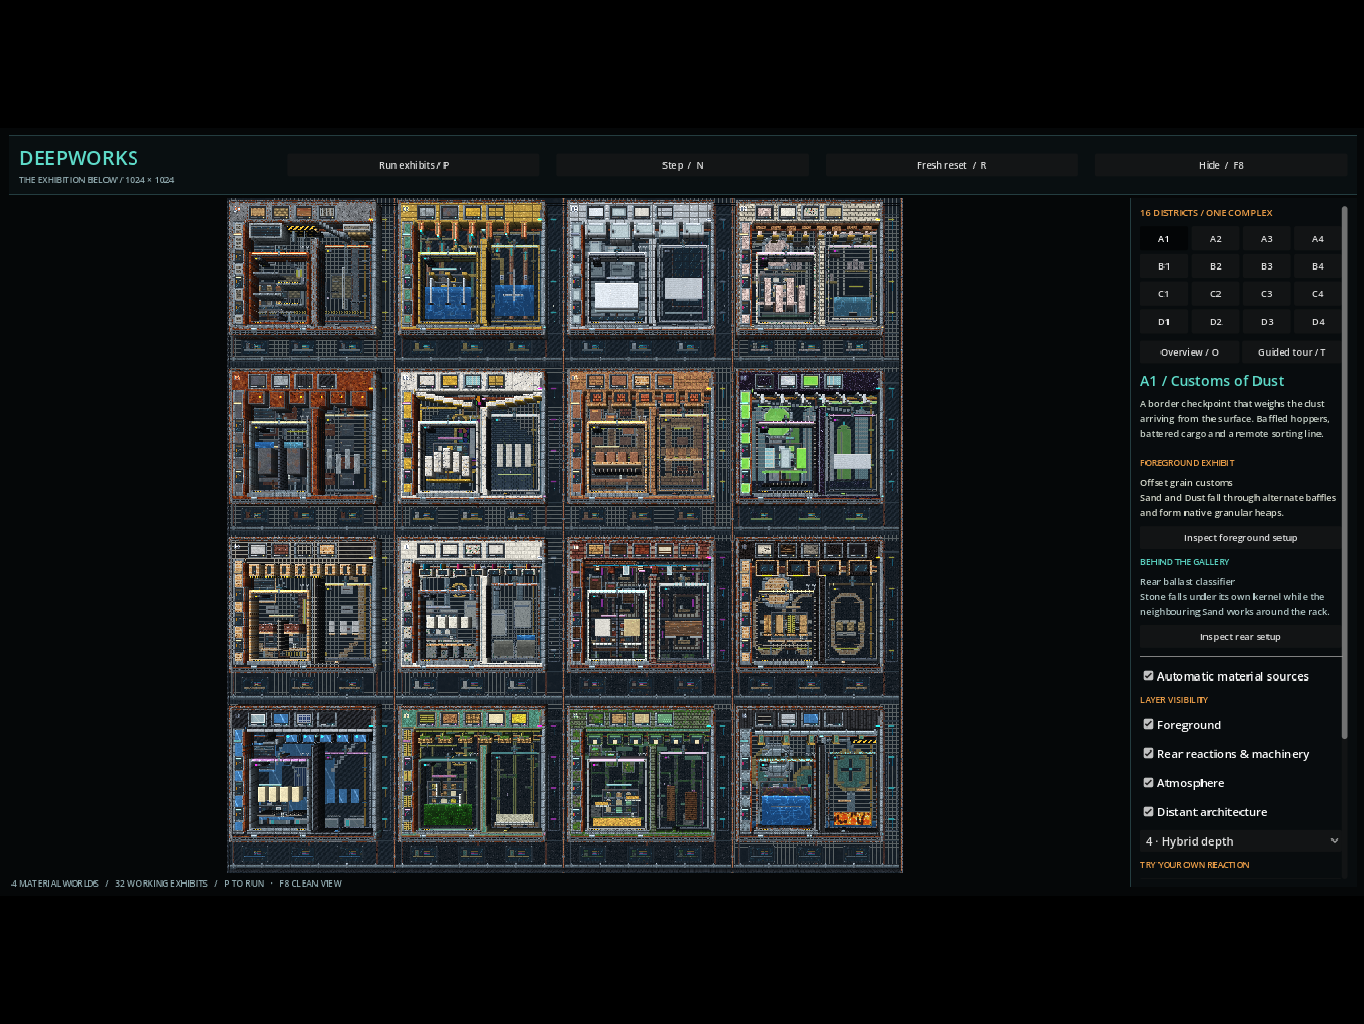 DEEPWORKS
THE EXHIBITION BELOW / 1024 × 1024
Run exhibits / P
Step / N
Fresh reset / R
Hide / F8
16 DISTRICTS / ONE COMPLEX
A1 A2 A3 A4
B1 B2 B3 B4
C1 C2 C3 C4
D1 D2 D3 D4
Overview / O
Guided tour / T
A1 / Customs of Dust
A border checkpoint that weighs the dust
arriving from the surface. Baffled hoppers,
battered cargo and a remote sorting line.
FOREGROUND EXHIBIT
Offset grain customs
Sand and Dust fall through alternate baffles
and form native granular heaps.
Inspect foreground setup
BEHIND THE GALLERY
Rear ballast classifier
Stone falls under its own kernel while the
neighbouring Sand works around the rack.
Inspect rear setup
Automatic material sources
LAYER VISIBILITY
Foreground
Rear reactions & machinery
Atmosphere
Distant architecture
4 · Hybrid depth
TRY YOUR OWN REACTION
4 MATERIAL WORLDS / 32 WORKING EXHIBITS / P TO RUN · F8 CLEAN VIEW